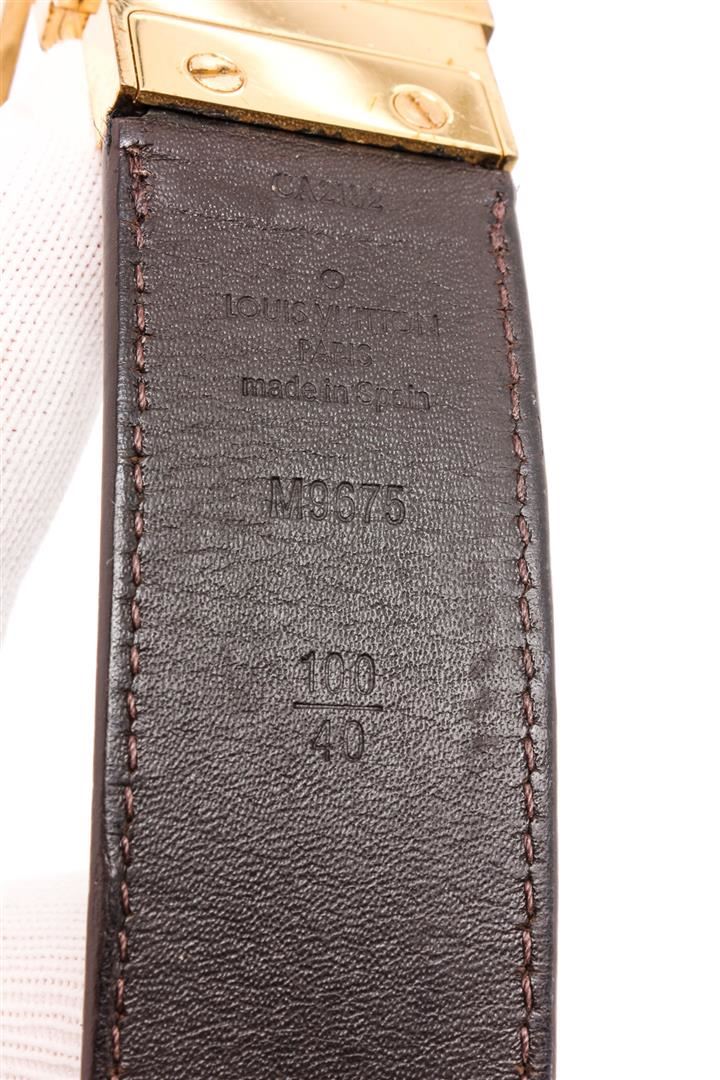 CA2102
LOUIS VUITTON
PARIS
made in Spain
M9675
100
40